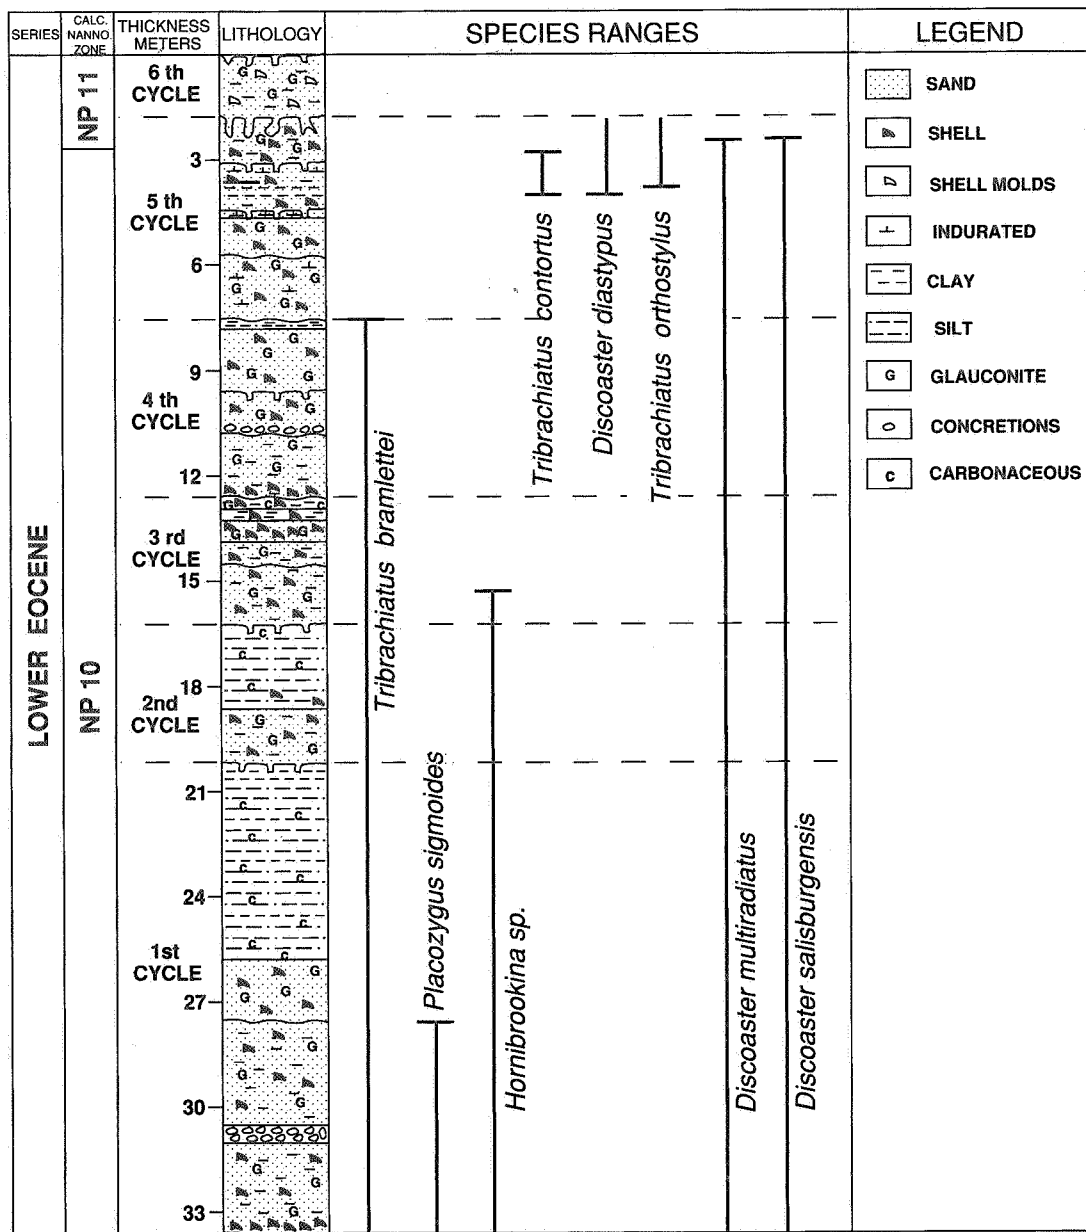 SERIES
CALC.
NANNO.
ZONE
THICKNESS
METERS
LITHOLOGY
SPECIES RANGES
LEGEND
LOWER EOCENE
NP 11
NP 10
6 th
CYCLE
3
5 th
CYCLE
6
9
4 th
CYCLE
12
3 rd
CYCLE
15
18
2nd
CYCLE
21
24
1st
CYCLE
27
30
33
Tribrachiatus bramlettei
Placozygus sigmoides
Hornibrookina sp.
Tribrachiatus contortus
Discoaster diastypus
Tribrachiatus orthostylus
Discoaster multiradiatus
Discoaster salisburgensis
SAND
SHELL
SHELL MOLDS
INDURATED
CLAY
SILT
G GLAUCONITE
CONCRETIONS
c CARBONACEOUS